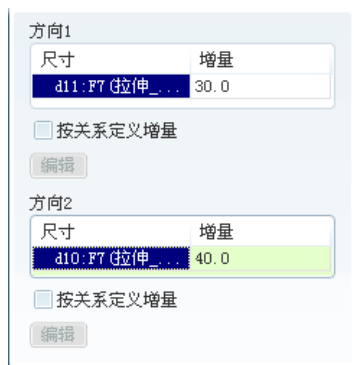 方向1
尺寸 增量
d11:F7(拉伸_... 30.0
按关系定义增量
编辑
方向2
尺寸 增量
d10:F7(拉伸_... 40.0
按关系定义增量
编辑